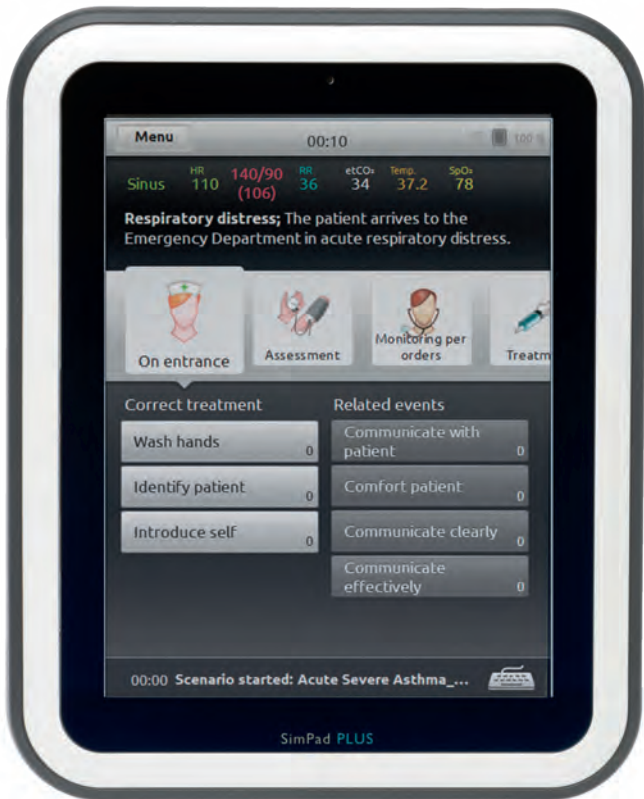 Menu
00:10
100 %
Sinus
HR
110
140/90
(106)
RR
36
etCO₂
34
Temp.
37.2
SpO₂
78
Respiratory distress; The patient arrives to the
Emergency Department in acute respiratory distress.
On entrance
Assessment
Monitoring per
orders
Treatm
Correct treatment
Related events
Wash hands
0
Communicate with
patient
0
Identify patient
0
Comfort patient
0
Introduce self
0
Communicate clearly
0
Communicate
effectively
0
00:00 Scenario started: Acute Severe Asthma_...
SimPad PLUS